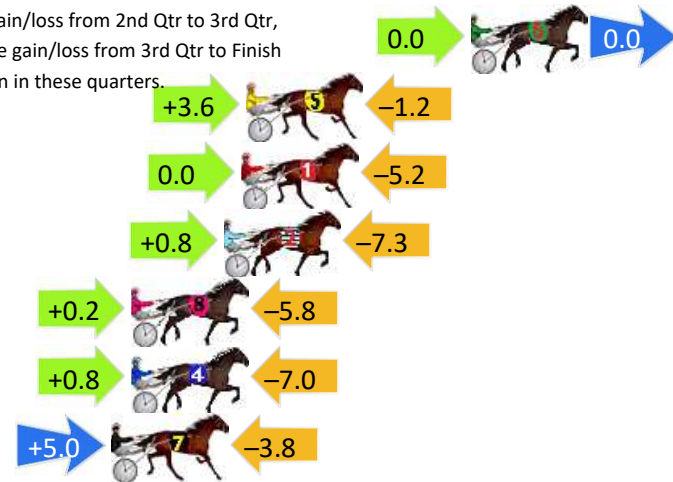 ain/loss from 2nd Qtr to 3rd Qtr,
e gain/loss from 3rd Qtr to Finish
n in these quarters.
0.0 0.0
+3.6 5 –1.2
0.0 1 –5.2
+0.8 –7.3
+0.2 8 –5.8
+0.8 4 –7.0
+5.0 7 –3.8